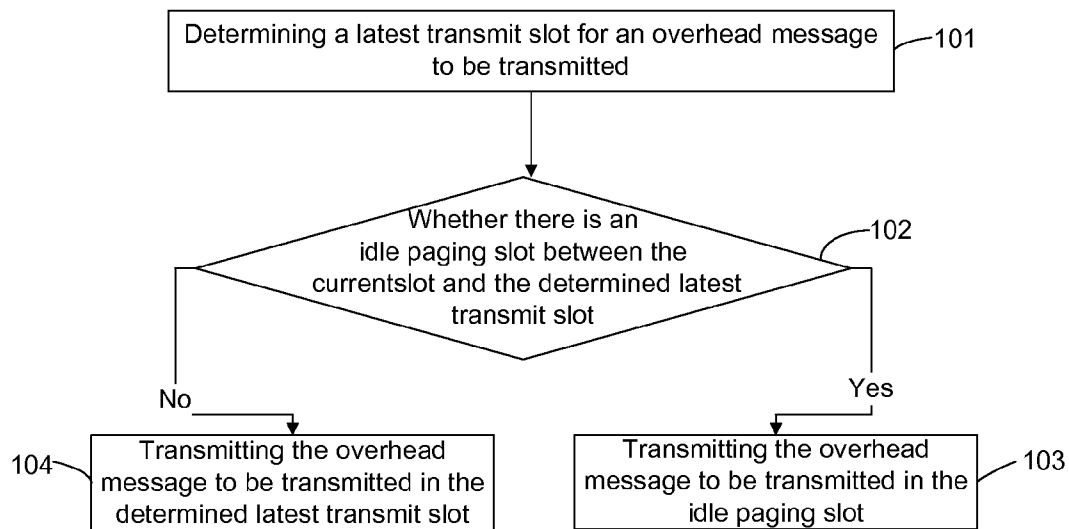 Determining a latest transmit slot for an overhead message
to be transmitted
101
Whether there is an
idle paging slot between the
currentslot and the determined latest
transmit slot
102
No
Yes
104
Transmitting the overhead
message to be transmitted in the
determined latest transmit slot
Transmitting the overhead
message to be transmitted in the
idle paging slot
103